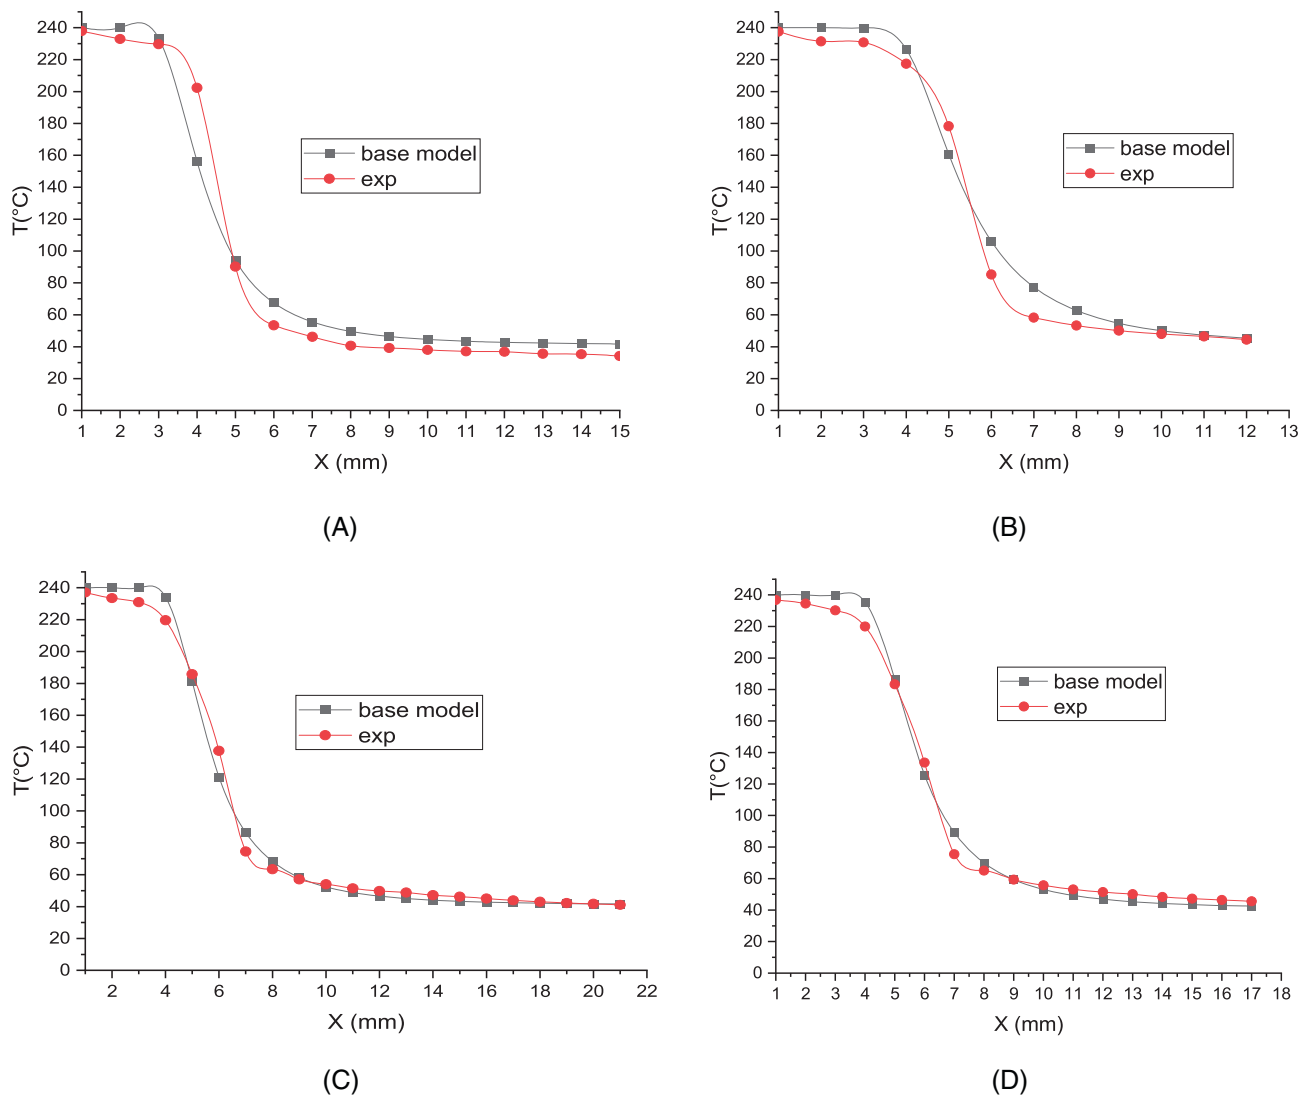 240
220
200
180
160
140
120
100
80
60
40
20
0
T(°C)
base model
exp
1 2 3 4 5 6 7 8 9 10 11 12 13 14 15
X (mm)
(A)
240
220
200
180
160
140
120
100
80
60
40
20
0
T(°C)
base model
exp
1 2 3 4 5 6 7 8 9 10 11 12 13
X (mm)
(B)
240
220
200
180
160
140
120
100
80
60
40
20
0
T(°C)
base model
exp
2 4 6 8 10 12 14 16 18 20 22
X (mm)
(C)
240
220
200
180
160
140
120
100
80
60
40
20
0
T(°C)
base model
exp
1 2 3 4 5 6 7 8 9 10 11 12 13 14 15 16 17 18
X (mm)
(D)